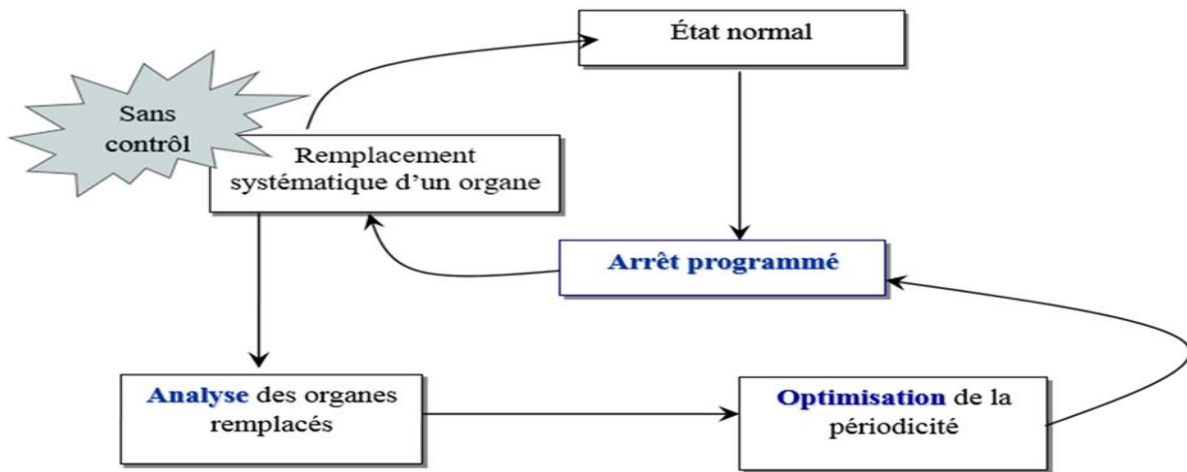 État normal
Sans
contrôl
Remplacement
systématique d’un organe
Arrêt programmé
Analyse des organes
remplacés
Optimisation de la
périodicité